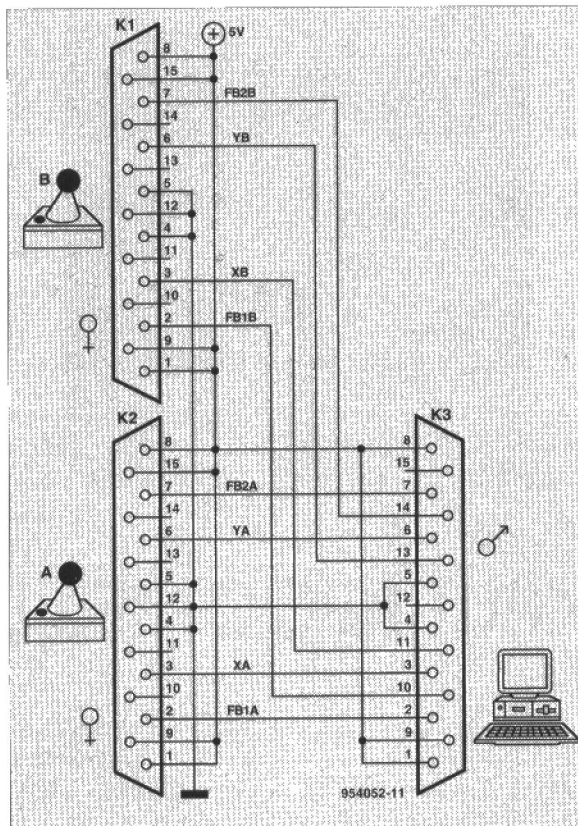 K1
5V
8
15
7 FB2B
14
6 YB
13
B
5
12
4
11
3 XB
10
2 FB1B
9
1
K2 K3
8 8
15 15
7 FB2A 7
14 14
6 YA 6
13 13
A
5 5
12 12
4 4
11 11
3 XA 3
10 10
2 FB1A 2
9 9
1 1
954052-11